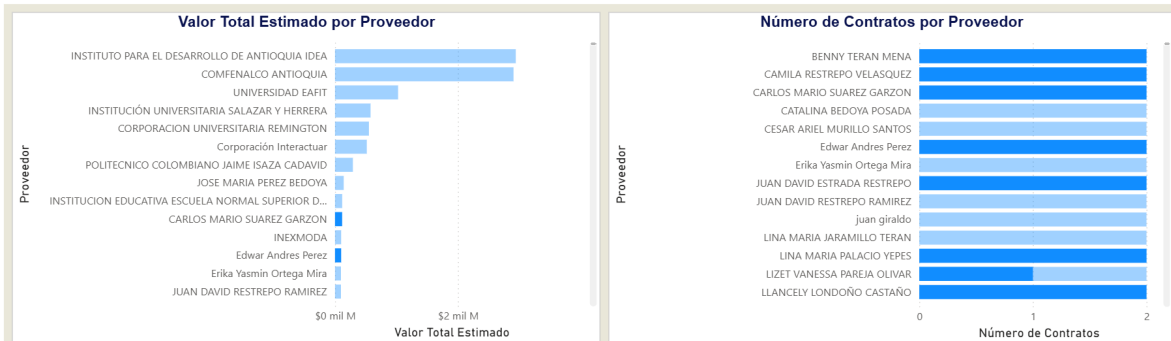 Valor Total Estimado por Proveedor
Proveedor
INSTITUTO PARA EL DESARROLLO DE ANTIOQUIA IDEA
COMFENALCO ANTIOQUIA
UNIVERSIDAD EAFIT
INSTITUCIÓN UNIVERSITARIA SALAZAR Y HERRERA
CORPORACION UNIVERSITARIA REMINGTON
Corporación Interactuar
POLITECNICO COLOMBIANO JAIME ISAZA CADAVID
JOSE MARIA PEREZ BEDOYA
INSTITUCION EDUCATIVA ESCUELA NORMAL SUPERIOR D...
CARLOS MARIO SUAREZ GARZON
INEXMODA
Edwar Andres Perez
Erika Yasmin Ortega Mira
JUAN DAVID RESTREPO RAMIREZ
$0 mil M $2 mil M
Valor Total Estimado
Número de Contratos por Proveedor
Proveedor
BENNY TERAN MENA
CAMILA RESTREPO VELASQUEZ
CARLOS MARIO SUAREZ GARZON
CATALINA BEDOYA POSADA
CESAR ARIEL MURILLO SANTOS
Edwar Andres Perez
Erika Yasmin Ortega Mira
JUAN DAVID ESTRADA RESTREPO
JUAN DAVID RESTREPO RAMIREZ
juan giraldo
LINA MARIA JARAMILLO TERAN
LINA MARIA PALACIO YEPES
LIZET VANESSA PAREJA OLIVAR
LLANCELY LONDOÑO CASTAÑO
0 1 2
Número de Contratos